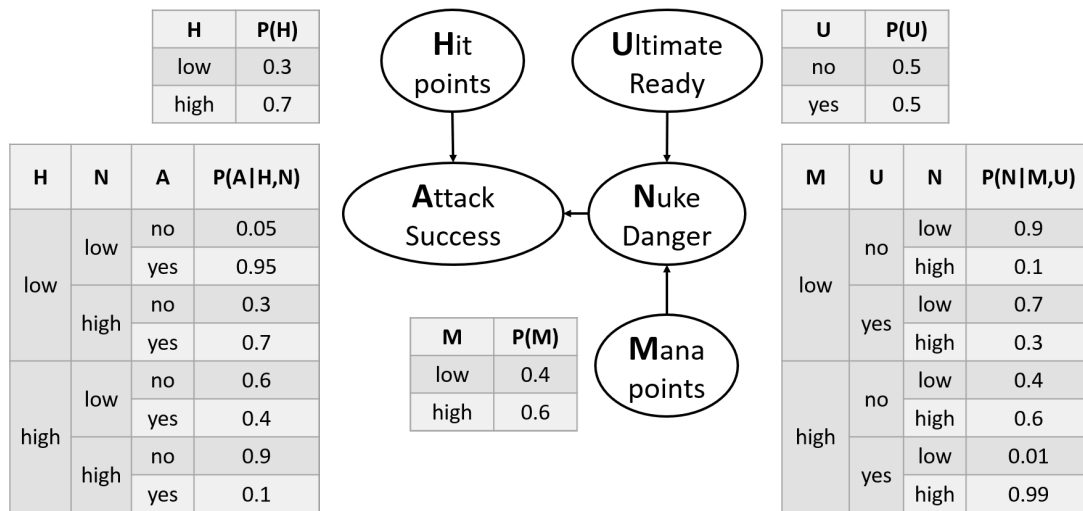 H P(H)
low 0.3
high 0.7
Hit
points
Ultimate
Ready
U P(U)
no 0.5
yes 0.5
H N A P(A|H,N)
low low no 0.05
yes 0.95
high no 0.3
yes 0.7
high low no 0.6
yes 0.4
high no 0.9
yes 0.1
Attack
Success
Nuke
Danger
M P(M)
low 0.4
high 0.6
Mana
points
M U N P(N|M,U)
low no low 0.9
high 0.1
yes low 0.7
high 0.3
high no low 0.4
high 0.6
yes low 0.01
high 0.99